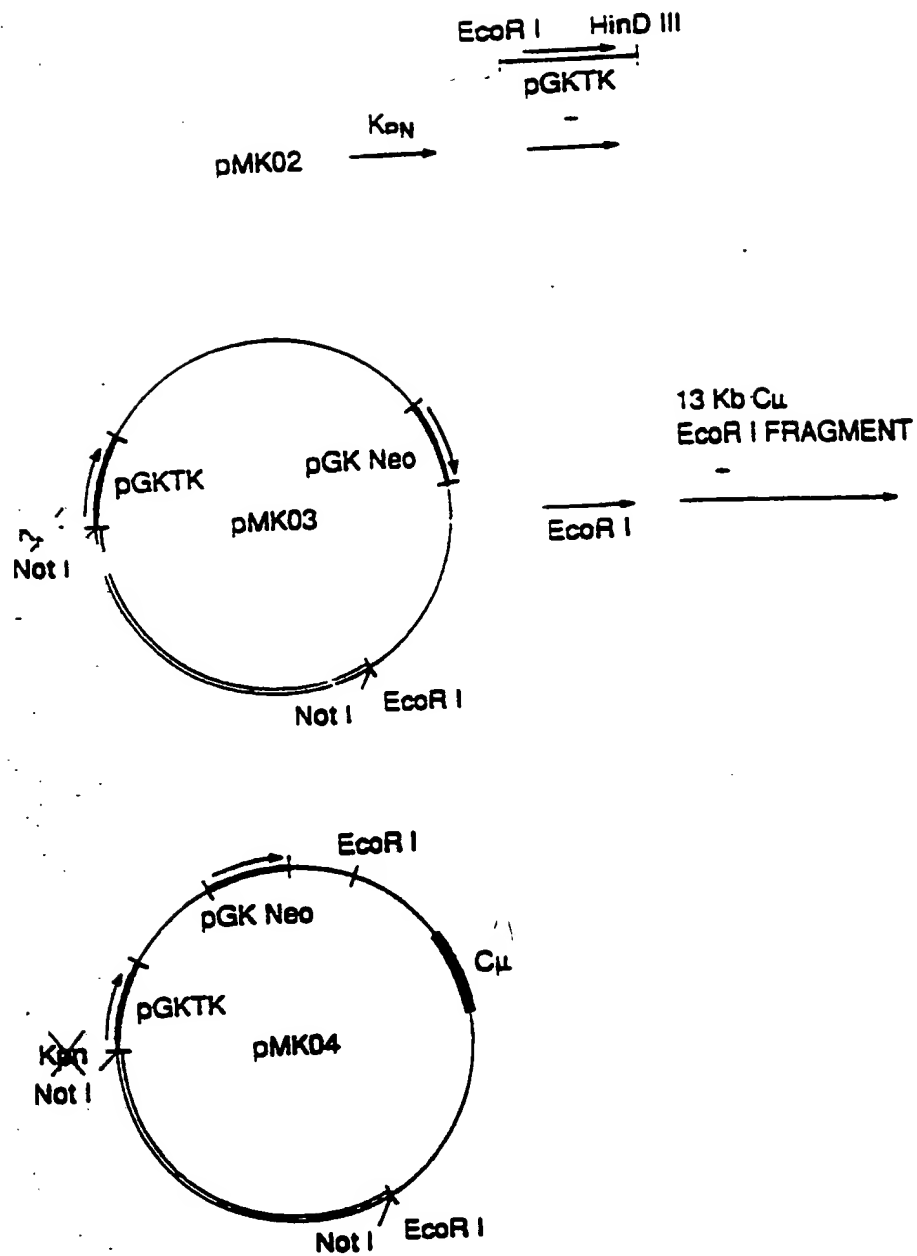 EcoR I HinD III
pGKTK
pMK02
KpN
pGKTK
pGK Neo
pMK03
Not I
Not I
EcoR I
13 Kb Cμ
EcoR I FRAGMENT
EcoR I
EcoR I
pGK Neo
Cμ
pGKTK
pMK04
Kpn
Not I
Not I
EcoR I